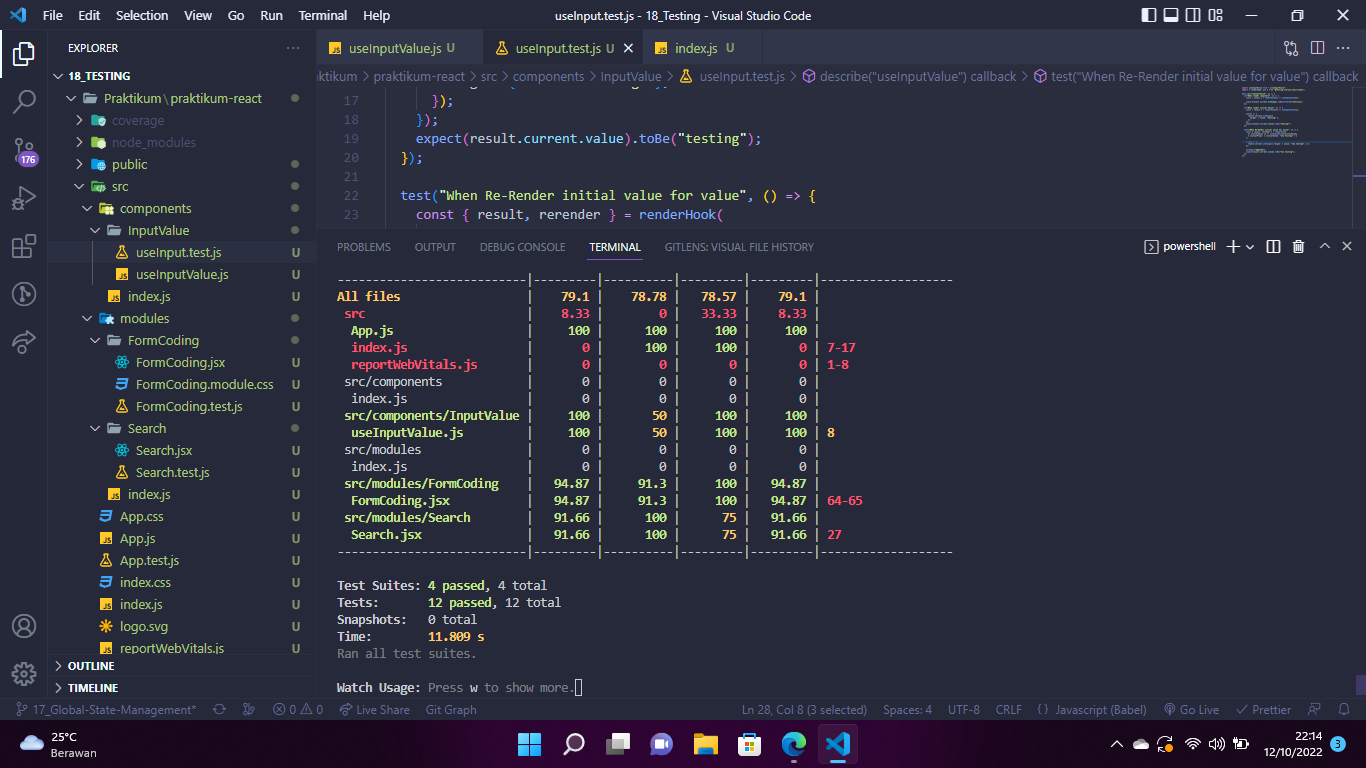 File Edit Selection View Go Run Terminal Help
useInput.test.js - 18_Testing - Visual Studio Code
EXPLORER
18_TESTING
Praktikum \ praktikum-react
coverage
node_modules
public
src
components
InputValue
useInput.test.js U
useInputValue.js U
index.js U
modules
FormCoding
FormCoding.jsx U
FormCoding.module.css U
FormCoding.test.js U
Search
Search.jsx U
Search.test.js U
index.js U
App.css U
App.js U
App.test.js U
index.css U
index.js U
logo.svg U
reportWebVitals.js U
OUTLINE
TIMELINE
176
useInputValue.js U
useInput.test.js U
index.js U
aktikum > praktikum-react > src > components > InputValue > useInput.test.js > describe("useInputValue") callback > test("When Re-Render initial value for value") callback
17 });
18 });
19 expect(result.current.value).toBe("testing");
20 });
21
22 test("When Re-Render initial value for value", () => {
23 const { result, rerender } = renderHook(
PROBLEMS OUTPUT DEBUG CONSOLE TERMINAL GITLENS: VISUAL FILE HISTORY
powershell
--------------------------|---------|----------|---------|---------|-------------------
All files | 79.1 | 78.78 | 78.57 | 79.1 |
src | 8.33 | 0 | 33.33 | 8.33 |
App.js | 100 | 100 | 100 | 100 |
index.js | 0 | 100 | 100 | 0 | 7-17
reportWebVitals.js | 0 | 0 | 0 | 0 | 1-8
src/components | 0 | 0 | 0 | 0 |
index.js | 0 | 0 | 0 | 0 |
src/components/InputValue | 100 | 50 | 100 | 100 |
useInputValue.js | 100 | 50 | 100 | 100 | 8
src/modules | 0 | 0 | 0 | 0 |
index.js | 0 | 0 | 0 | 0 |
src/modules/FormCoding | 94.87 | 91.3 | 100 | 94.87 |
FormCoding.jsx | 94.87 | 91.3 | 100 | 94.87 | 64-65
src/modules/Search | 91.66 | 100 | 75 | 91.66 |
Search.jsx | 91.66 | 100 | 75 | 91.66 | 27
--------------------------|---------|----------|---------|---------|-------------------
Test Suites: 4 passed, 4 total
Tests: 12 passed, 12 total
Snapshots: 0 total
Time: 11.809 s
Ran all test suites.
Watch Usage: Press w to show more.
17_Global-State-Management* 0 0 Live Share Git Graph
Ln 28, Col 8 (3 selected) Spaces: 4 UTF-8 CRLF {} Javascript (Babel) Go Live Prettier
25°C
Berawan
22:14
12/10/2022
3